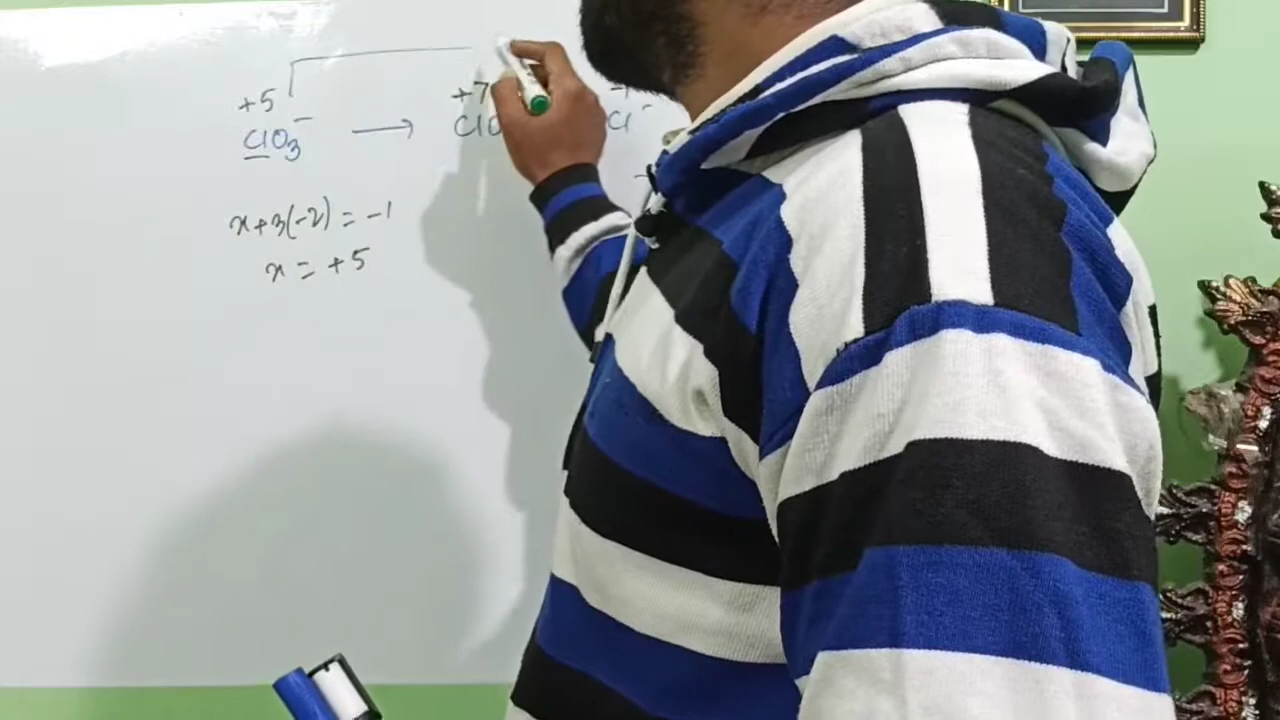 +5 +7
ClO₃⁻ → ClO Cl⁻
x+3(-2) = -1
x = +5